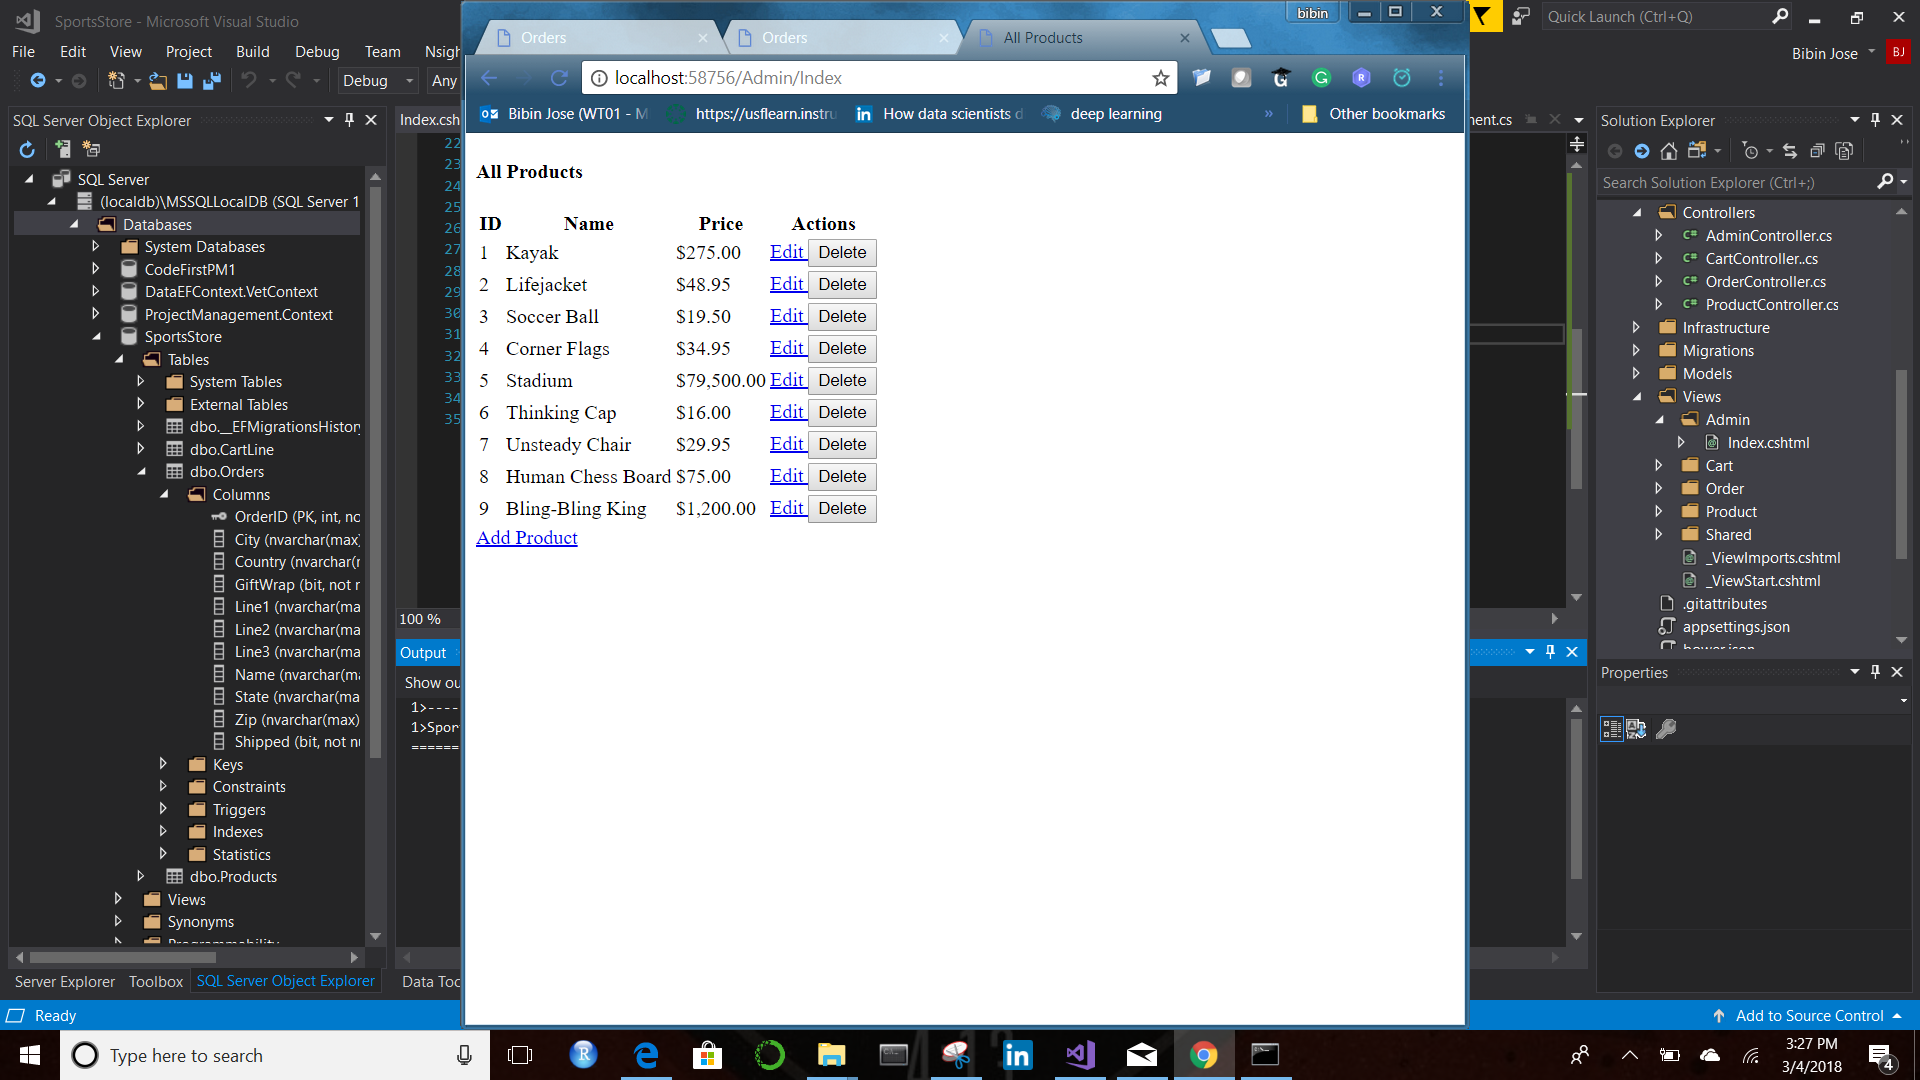 SportsStore - Microsoft Visual Studio
Quick Launch (Ctrl+Q)
File Edit View Project Build Debug Team Nsigh
Bibin Jose BJ
Debug Any
bibin
Orders
Orders
All Products
localhost:58756/Admin/Index
Bibin Jose (WT01 - M
https://usflearn.instru
How data scientists d
deep learning
»
Other bookmarks
SQL Server Object Explorer
SQL Server
(localdb)\MSSQLLocalDB (SQL Server 1
Databases
System Databases
CodeFirstPM1
DataEFContext.VetContext
ProjectManagement.Context
SportsStore
Tables
System Tables
External Tables
dbo.__EFMigrationsHistory
dbo.CartLine
dbo.Orders
Columns
OrderID (PK, int, no
City (nvarchar(max)
Country (nvarchar(r
GiftWrap (bit, not r
Line1 (nvarchar(ma
Line2 (nvarchar(ma
Line3 (nvarchar(ma
Name (nvarchar(ma
State (nvarchar(ma
Zip (nvarchar(max)
Shipped (bit, not nu
Keys
Constraints
Triggers
Indexes
Statistics
dbo.Products
Views
Synonyms
Programmability
Server Explorer Toolbox SQL Server Object Explorer
Index.csh
22
23
24
25
26
27
28
29
30
31
32
33
34
35
100 %
Output
Show ou
1>----
1>Spor
======
Data Too
All Products
ID Name Price Actions
1 Kayak $275.00 Edit Delete
2 Lifejacket $48.95 Edit Delete
3 Soccer Ball $19.50 Edit Delete
4 Corner Flags $34.95 Edit Delete
5 Stadium $79,500.00 Edit Delete
6 Thinking Cap $16.00 Edit Delete
7 Unsteady Chair $29.95 Edit Delete
8 Human Chess Board $75.00 Edit Delete
9 Bling-Bling King $1,200.00 Edit Delete
Add Product
nent.cs
Solution Explorer
Search Solution Explorer (Ctrl+;)
Controllers
AdminController.cs
CartController..cs
OrderController.cs
ProductController.cs
Infrastructure
Migrations
Models
Views
Admin
Index.cshtml
Cart
Order
Product
Shared
_ViewImports.cshtml
_ViewStart.cshtml
.gitattributes
appsettings.json
bower.json
Properties
Ready
Add to Source Control
Type here to search
3:27 PM
3/4/2018
4